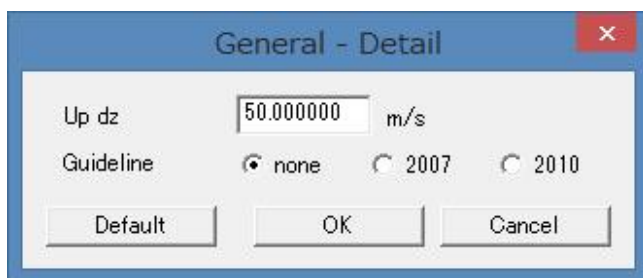 General - Detail
Up dz 50.000000 m/s
Guideline none 2007 2010
Default OK Cancel